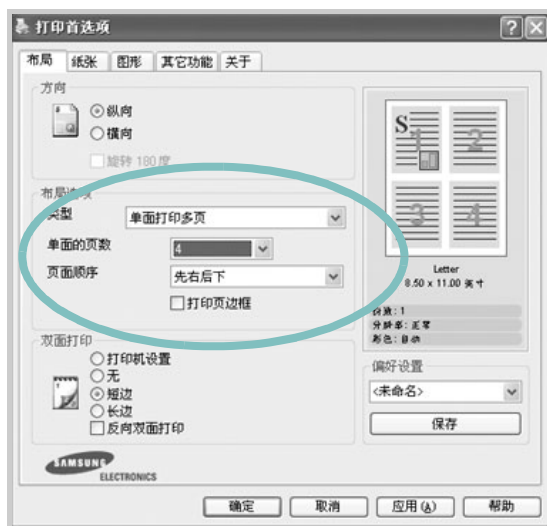 打印首选项
布局 纸张 图形 其它功能 关于
方向
纵向
横向
旋转 180 度
布局选项
类型 单面打印多页
单面的页数 4
页面顺序 先右后下
打印页边框
双面打印
打印机设置
无
短边
长边
反向双面打印
SAMSUNG
ELECTRONICS
S
1 2
3 4
Letter
8.50 x 11.00 英寸
份数: 1
分辨率: 正常
彩色: 自动
偏好设置
<未命名>
保存
确定 取消 应用(A) 帮助